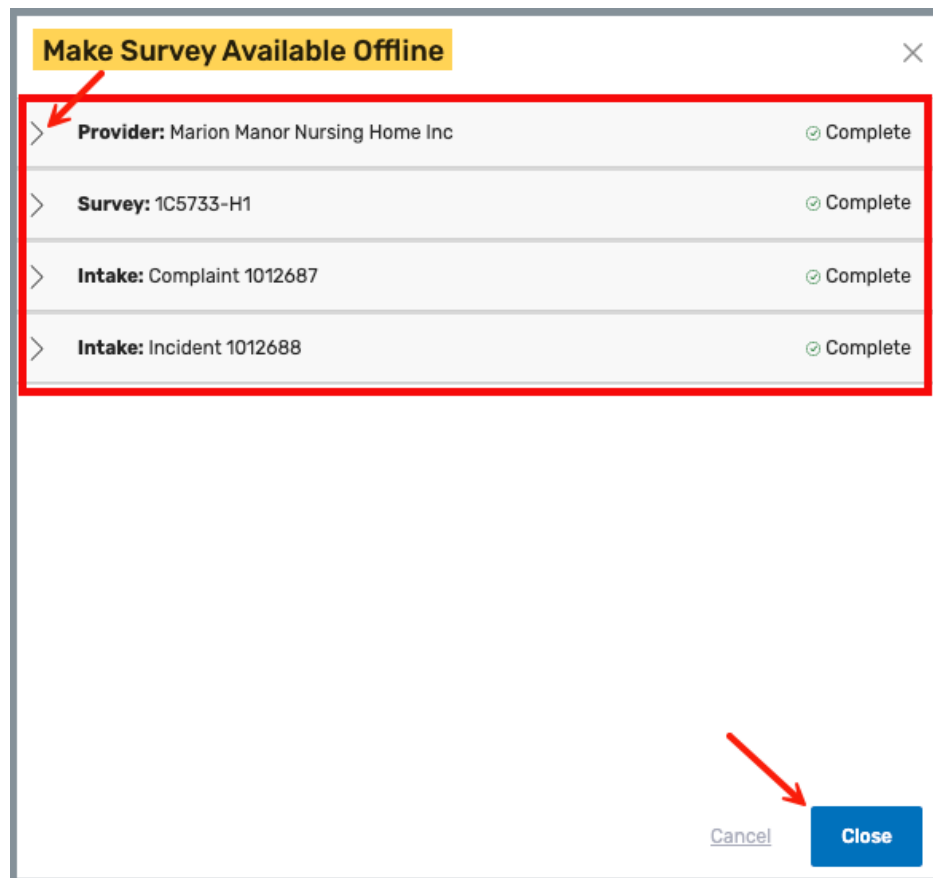 Make Survey Available Offline
Provider: Marion Manor Nursing Home Inc Complete
Survey: 1C5733-H1 Complete
Intake: Complaint 1012687 Complete
Intake: Incident 1012688 Complete
Cancel Close